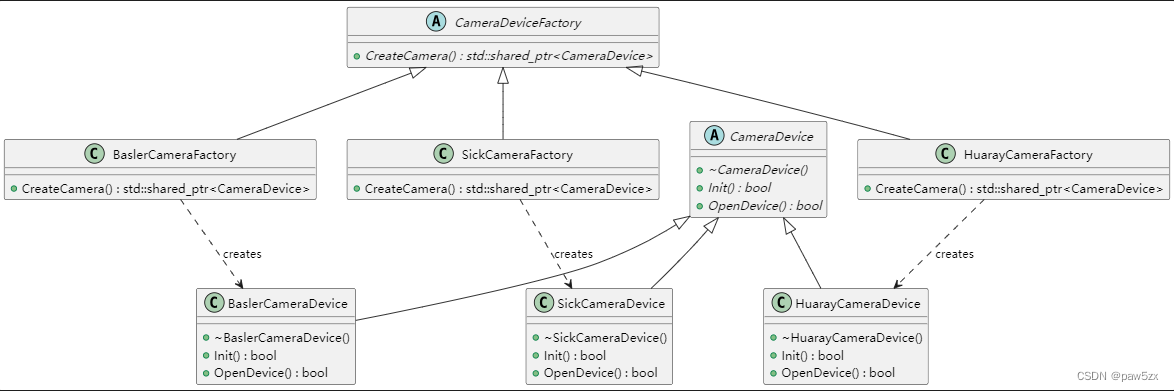 A CameraDeviceFactory
CreateCamera() : std::shared_ptr<CameraDevice>
C BaslerCameraFactory
CreateCamera() : std::shared_ptr<CameraDevice>
C SickCameraFactory
CreateCamera() : std::shared_ptr<CameraDevice>
A CameraDevice
~CameraDevice()
Init() : bool
OpenDevice() : bool
C HuarayCameraFactory
CreateCamera() : std::shared_ptr<CameraDevice>
creates
creates
creates
C BaslerCameraDevice
~BaslerCameraDevice()
Init() : bool
OpenDevice() : bool
C SickCameraDevice
~SickCameraDevice()
Init() : bool
OpenDevice() : bool
C HuarayCameraDevice
~HuarayCameraDevice()
Init() : bool
OpenDevice() : bool
CSDN @paw5zx